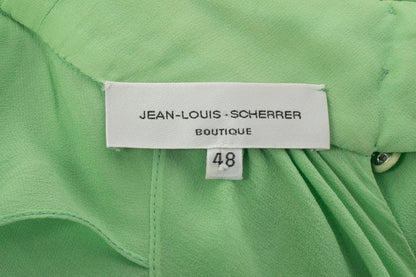 JEAN-LOUIS · SCHERRER
BOUTIQUE
48